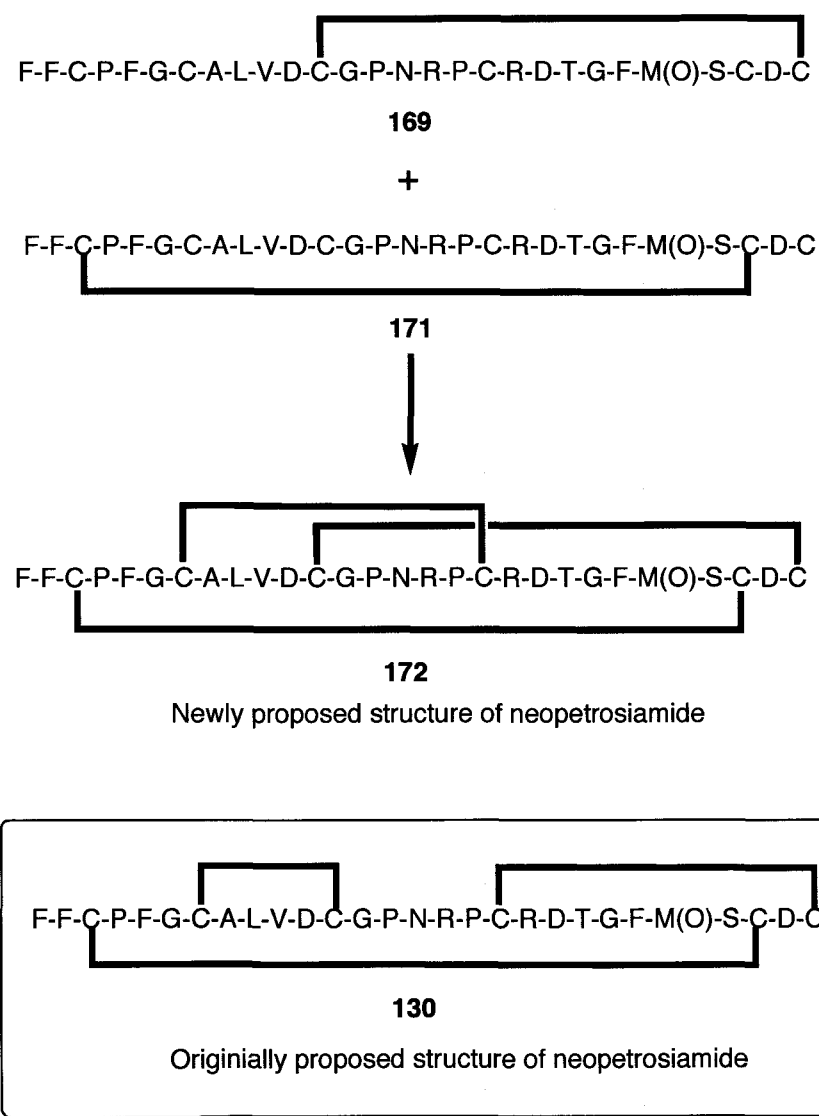 F-F-C-P-F-G-C-A-L-V-D-C-G-P-N-R-P-C-R-D-T-G-F-M(O)-S-C-D-C
169
+
F-F-C-P-F-G-C-A-L-V-D-C-G-P-N-R-P-C-R-D-T-G-F-M(O)-S-C-D-C
171
F-F-C-P-F-G-C-A-L-V-D-C-G-P-N-R-P-C-R-D-T-G-F-M(O)-S-C-D-C
172
Newly proposed structure of neopetrosiamide
F-F-C-P-F-G-C-A-L-V-D-C-G-P-N-R-P-C-R-D-T-G-F-M(O)-S-C-D-C
130
Originially proposed structure of neopetrosiamide